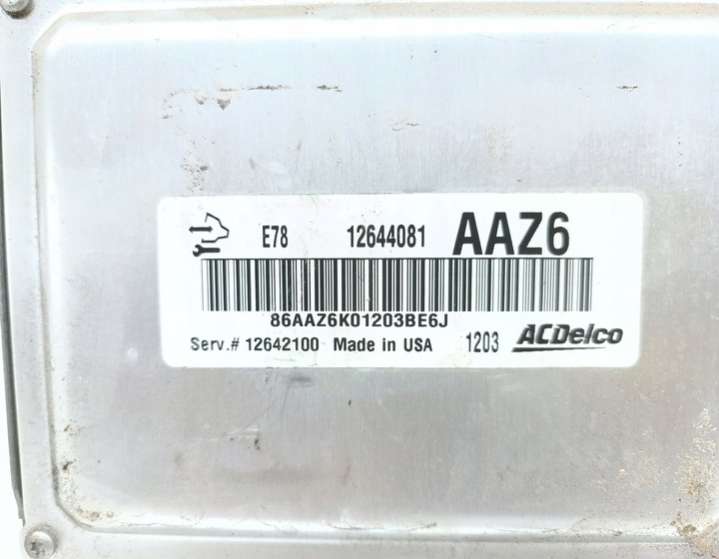 E78 12644081 AAZ6
86AAZ6K01203BE6J
Serv.# 12642100 Made in USA 1203 ACDelco